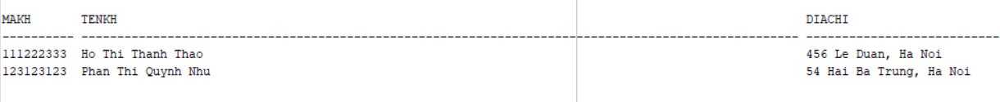 MAKH TENKH DIACHI
---------- ---------------------------------------------------------------------------------------------------- ---------------------------
111222333 Ho Thi Thanh Thao 456 Le Duan, Ha Noi
123123123 Phan Thi Quynh Nhu 54 Hai Ba Trung, Ha Noi